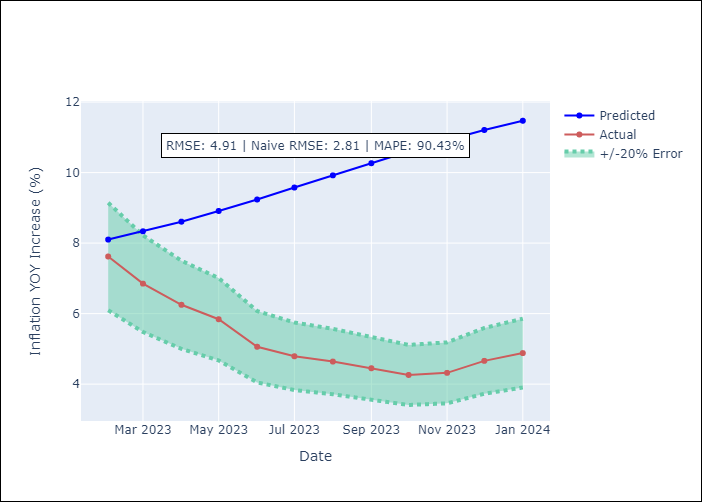 12
10
8
6
4
Inflation YOY Increase (%)
RMSE: 4.91 | Naive RMSE: 2.81 | MAPE: 90.43%
Predicted
Actual
+/-20% Error
Mar 2023
May 2023
Jul 2023
Sep 2023
Nov 2023
Jan 2024
Date